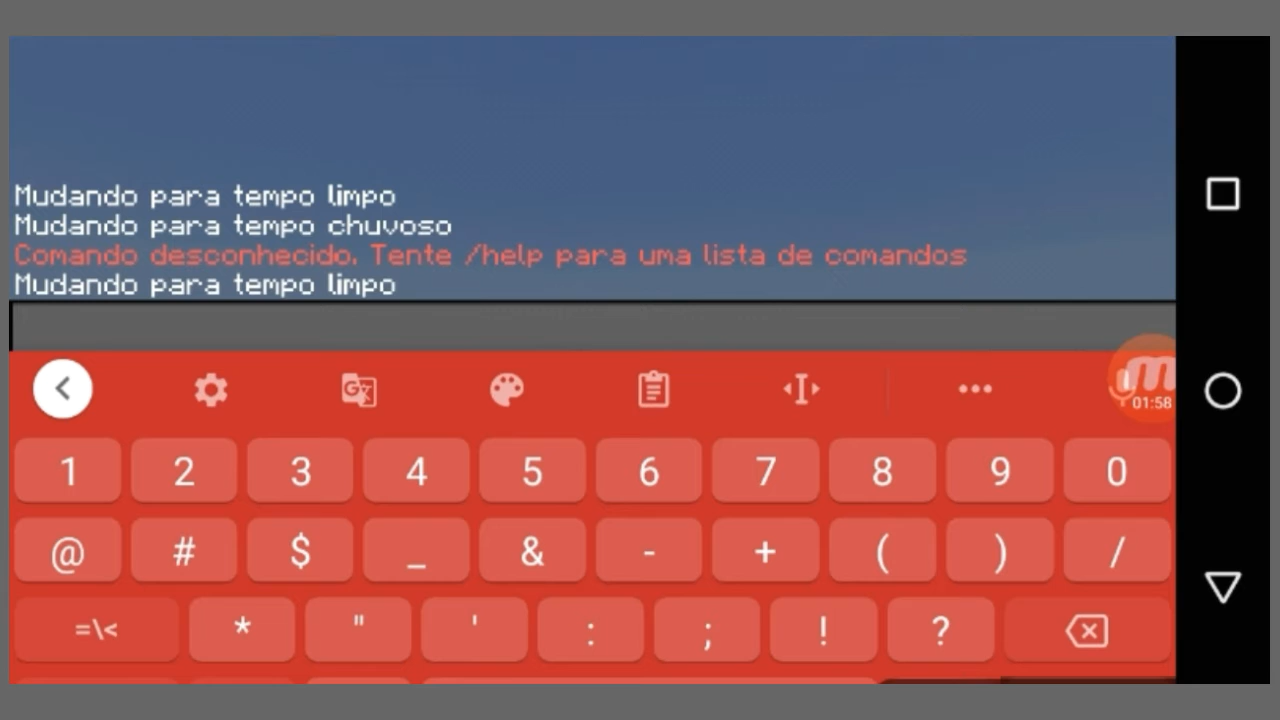 Mudando para tempo limpo
Mudando para tempo chuvoso
Comando desconhecido. Tente /help para uma lista de comandos
Mudando para tempo limpo
01:58
1 2 3 4 5 6 7 8 9 0
@ # $ _ & - + ( ) /
=\< * " ' : ; ! ?